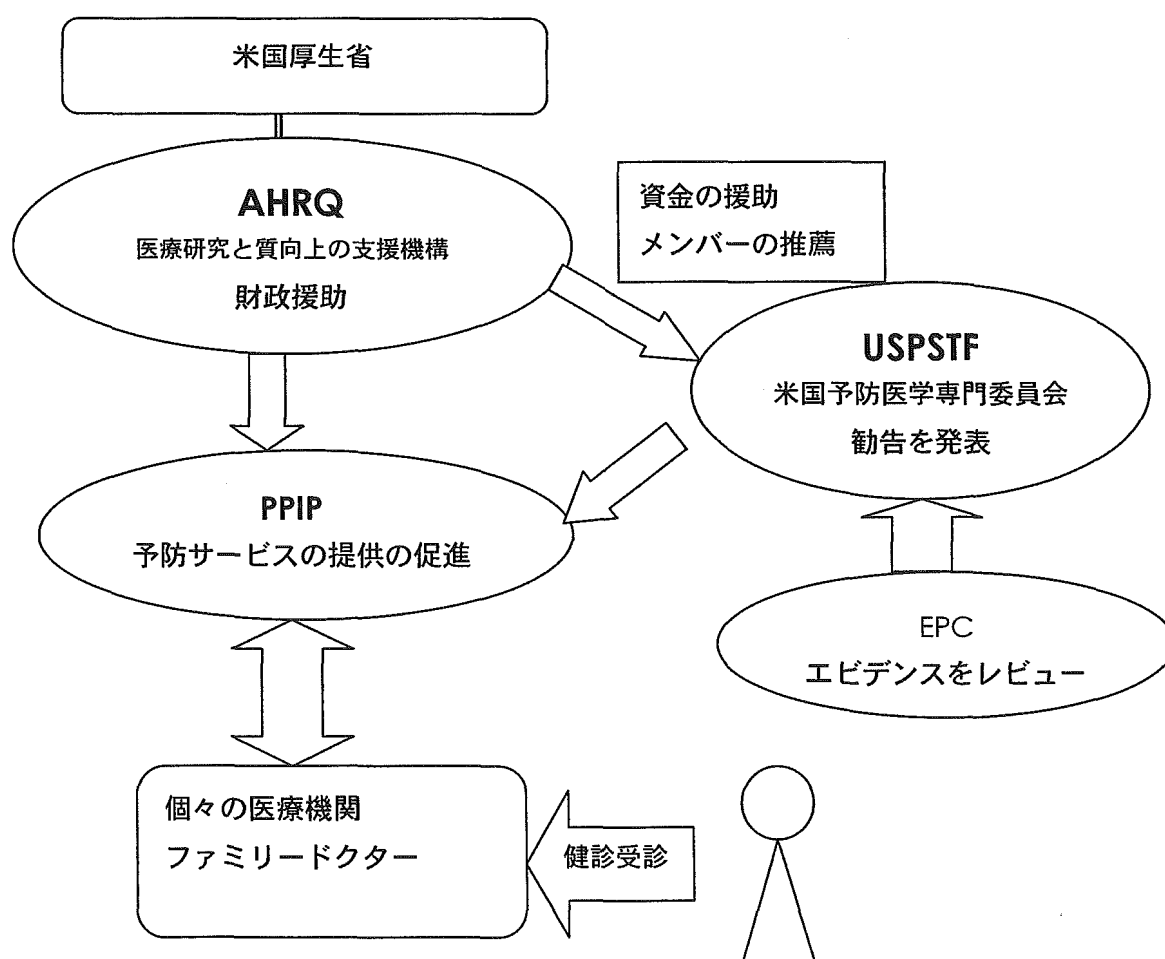 米国厚生省
AHRQ
医療研究と質向上の支援機構
財政援助
資金の援助
メンバーの推薦
USPSTF
米国予防医学専門委員会
勧告を発表
PPIP
予防サービスの提供の促進
EPC
エビデンスをレビュー
個々の医療機関
ファミリードクター
健診受診